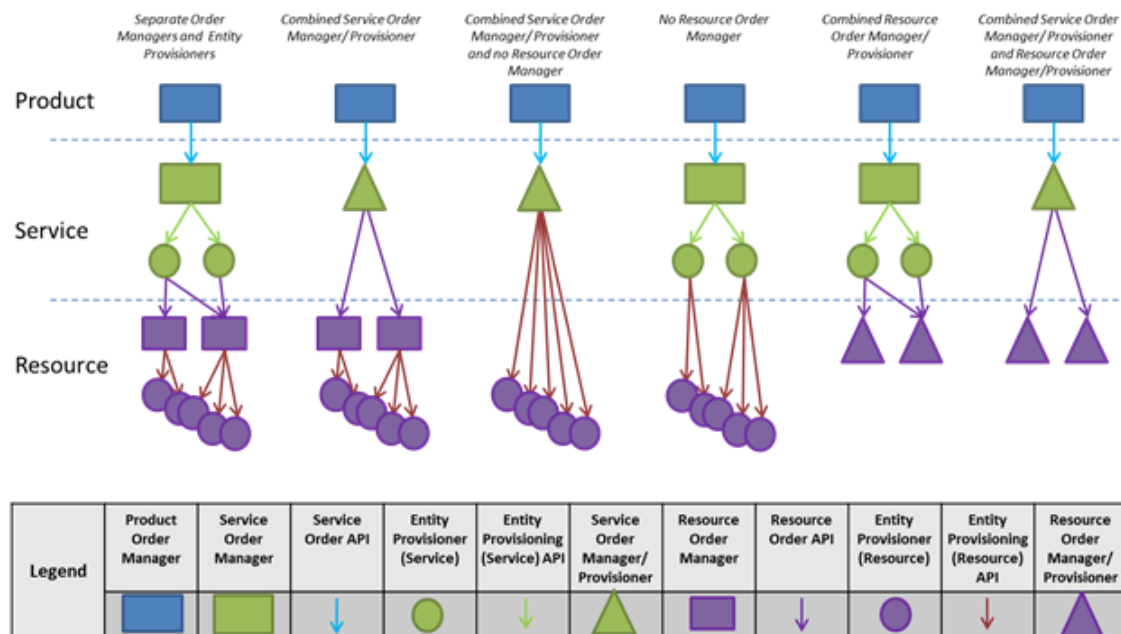 Separate Order
Managers and Entity
Provisioners
Combined Service Order
Manager/ Provisioner
Combined Service Order
Manager/ Provisioner
and no Resource Order
Manager
No Resource Order
Manager
Combined Resource
Order Manager/
Provisioner
Combined Service Order
Manager/ Provisioner
and Resource Order
Manager/Provisioner
Product
Service
Resource
Legend
Product
Order
Manager
Service
Order
Manager
Service
Order API
Entity
Provisioner
(Service)
Entity
Provisioning
(Service) API
Service
Order
Manager/
Provisioner
Resource
Order
Manager
Resource
Order API
Entity
Provisioner
(Resource)
Entity
Provisioning
(Resource)
API
Resource
Order
Manager/
Provisioner